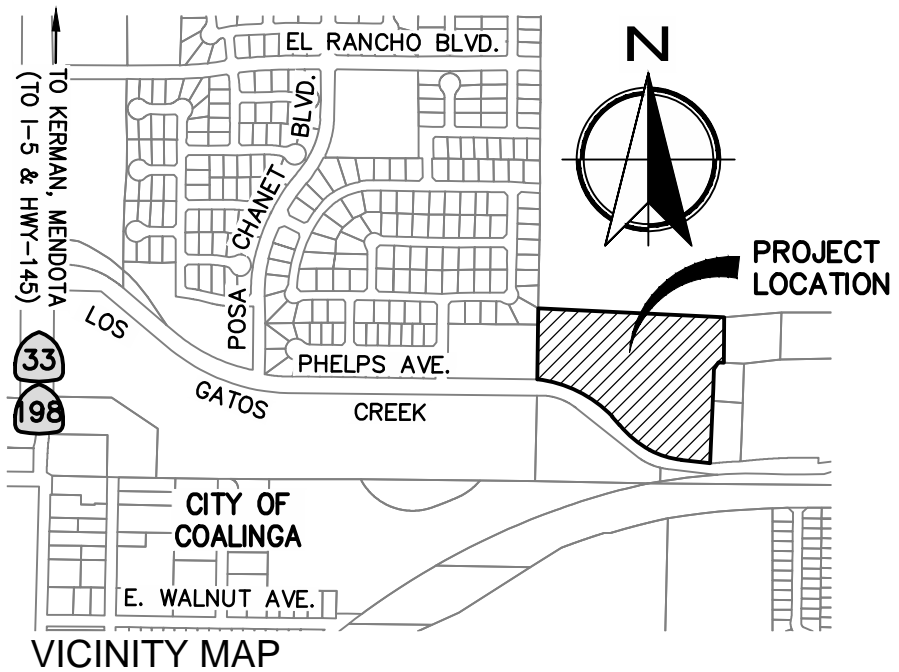 EL RANCHO BLVD.
N
TO KERMAN, MENDOTA
(TO I-5 & HWY-145)
POSA CHANET BLVD.
PROJECT
LOCATION
LOS GATOS CREEK
33
198
PHELPS AVE.
CITY OF
COALINGA
E. WALNUT AVE.
VICINITY MAP